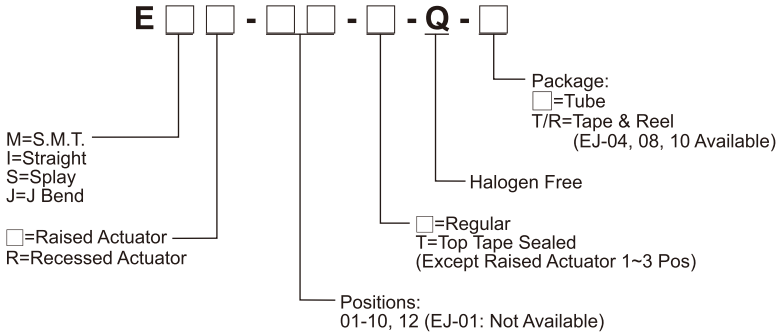 E□□-□□-□-Q-□
Package:
□=Tube
T/R=Tape & Reel
(EJ-04, 08, 10 Available)
M=S.M.T.
I=Straight
S=Splay
J=J Bend
Halogen Free
□=Regular
T=Top Tape Sealed
(Except Raised Actuator 1~3 Pos)
□=Raised Actuator
R=Recessed Actuator
Positions:
01-10, 12 (EJ-01: Not Available)